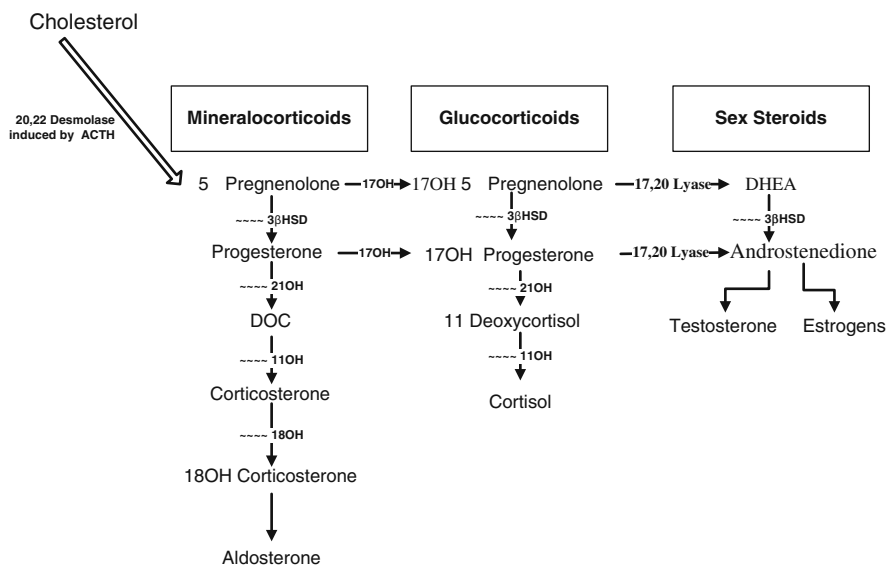 Cholesterol
20,22 Desmolase
induced by ACTH
Mineralocorticoids
Glucocorticoids
Sex Steroids
5 Pregnenolone
17OH
17OH 5 Pregnenolone
17,20 Lyase
DHEA
~~~~ 3βHSD
~~~~ 3βHSD
~~~~ 3βHSD
Progesterone
17OH
17OH Progesterone
17,20 Lyase
Androstenedione
~~~~ 21OH
~~~~ 21OH
DOC
11 Deoxycortisol
Testosterone
Estrogens
~~~~ 11OH
~~~~ 11OH
Corticosterone
Cortisol
~~~~ 18OH
18OH Corticosterone
Aldosterone